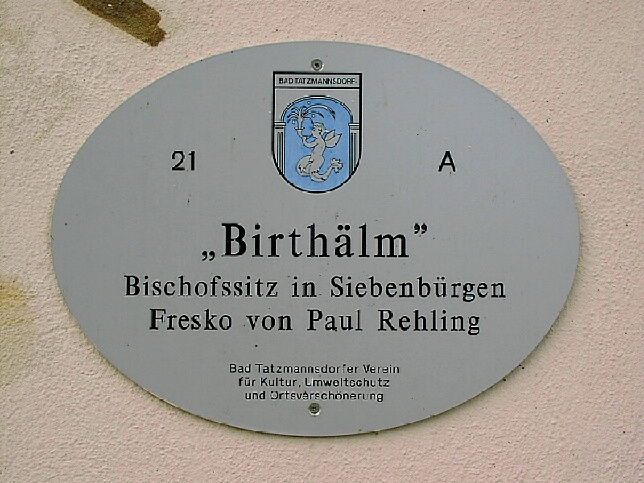 BAD TATZMANNSDORF
21 A
„Birthälm”
Bischofssitz in Siebenbürgen
Fresko von Paul Rehling
Bad Tatzmannsdorfer Verein
für Kultur, Umweltschutz
und Ortsverschönerung